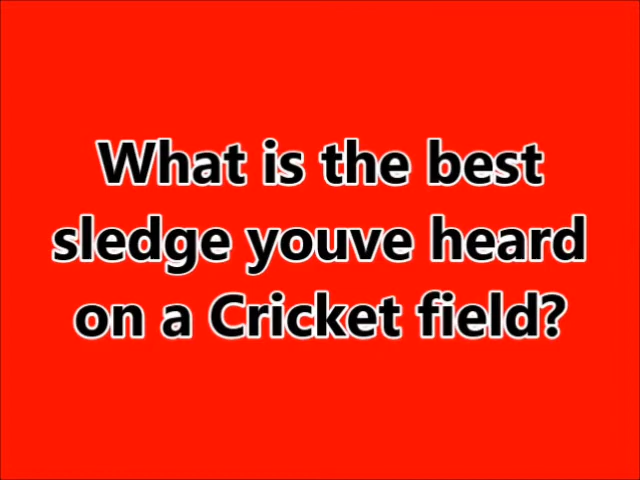 What is the best
sledge youve heard
on a Cricket field?